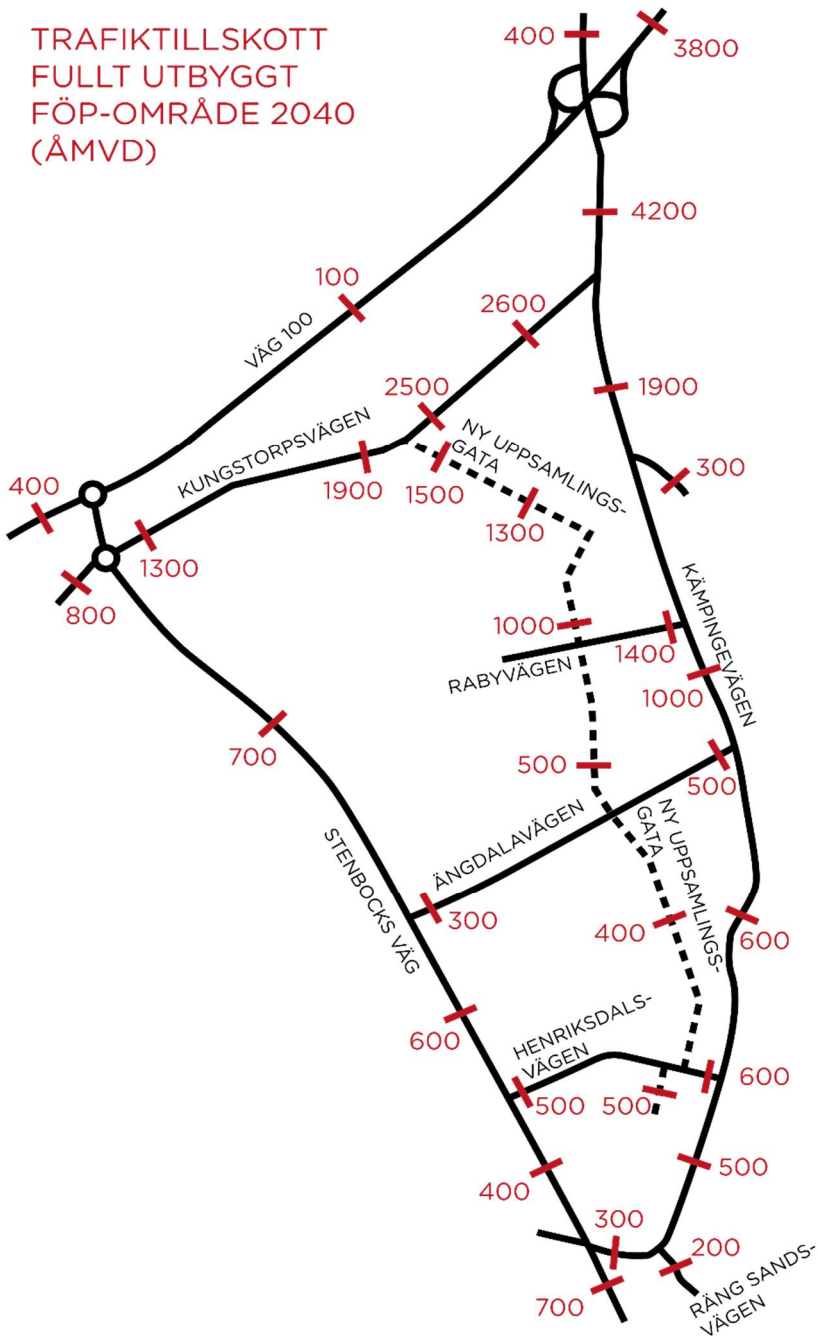 TRAFIKTILLSKOTT
FULLT UTBYGGT
FÖP-OMRÅDE 2040
(ÅMVD)
400
3800
4200
100
VÄG 100
2600
1900
2500
KUNGSTORPSVÄGEN
NY UPPSAMLINGS-
GATA
1900
1500
1300
300
400
1300
800
KÄMPINGEVÄGEN
1000
1400
RABYVÄGEN
1000
700
500
500
ÄNGDALAVÄGEN
NY UPPSAMLINGS-
GATA
STENBOCKS VÄG
300
400
600
600
HENRIKSDALS-
VÄGEN
500
500
600
400
500
300
200
700
RÄNG SANDS-
VÄGEN